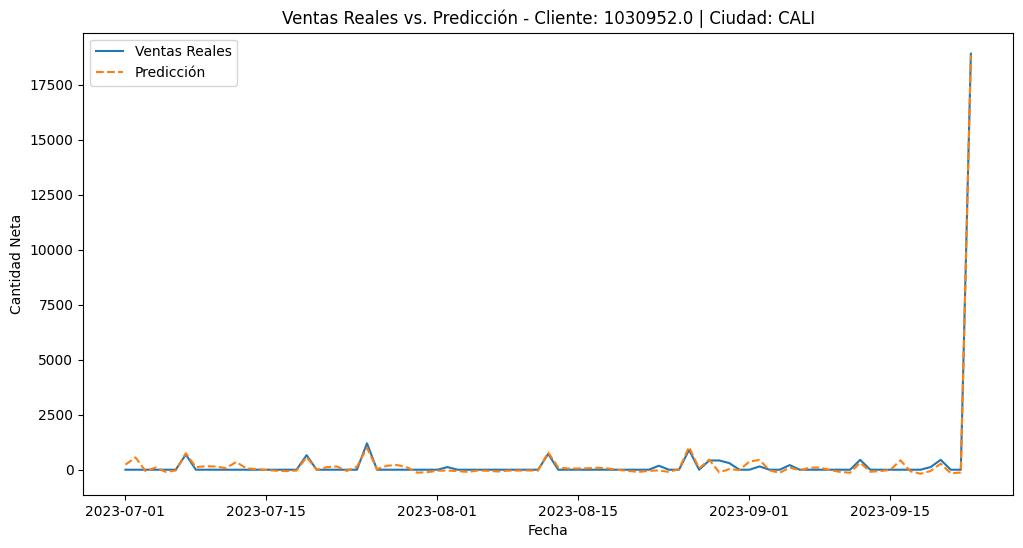 Ventas Reales vs. Predicción - Cliente: 1030952.0 | Ciudad: CALI
Ventas Reales
Predicción
17500
15000
12500
10000
7500
5000
2500
0
Cantidad Neta
2023-07-01
2023-07-15
2023-08-01
2023-08-15
2023-09-01
2023-09-15
Fecha